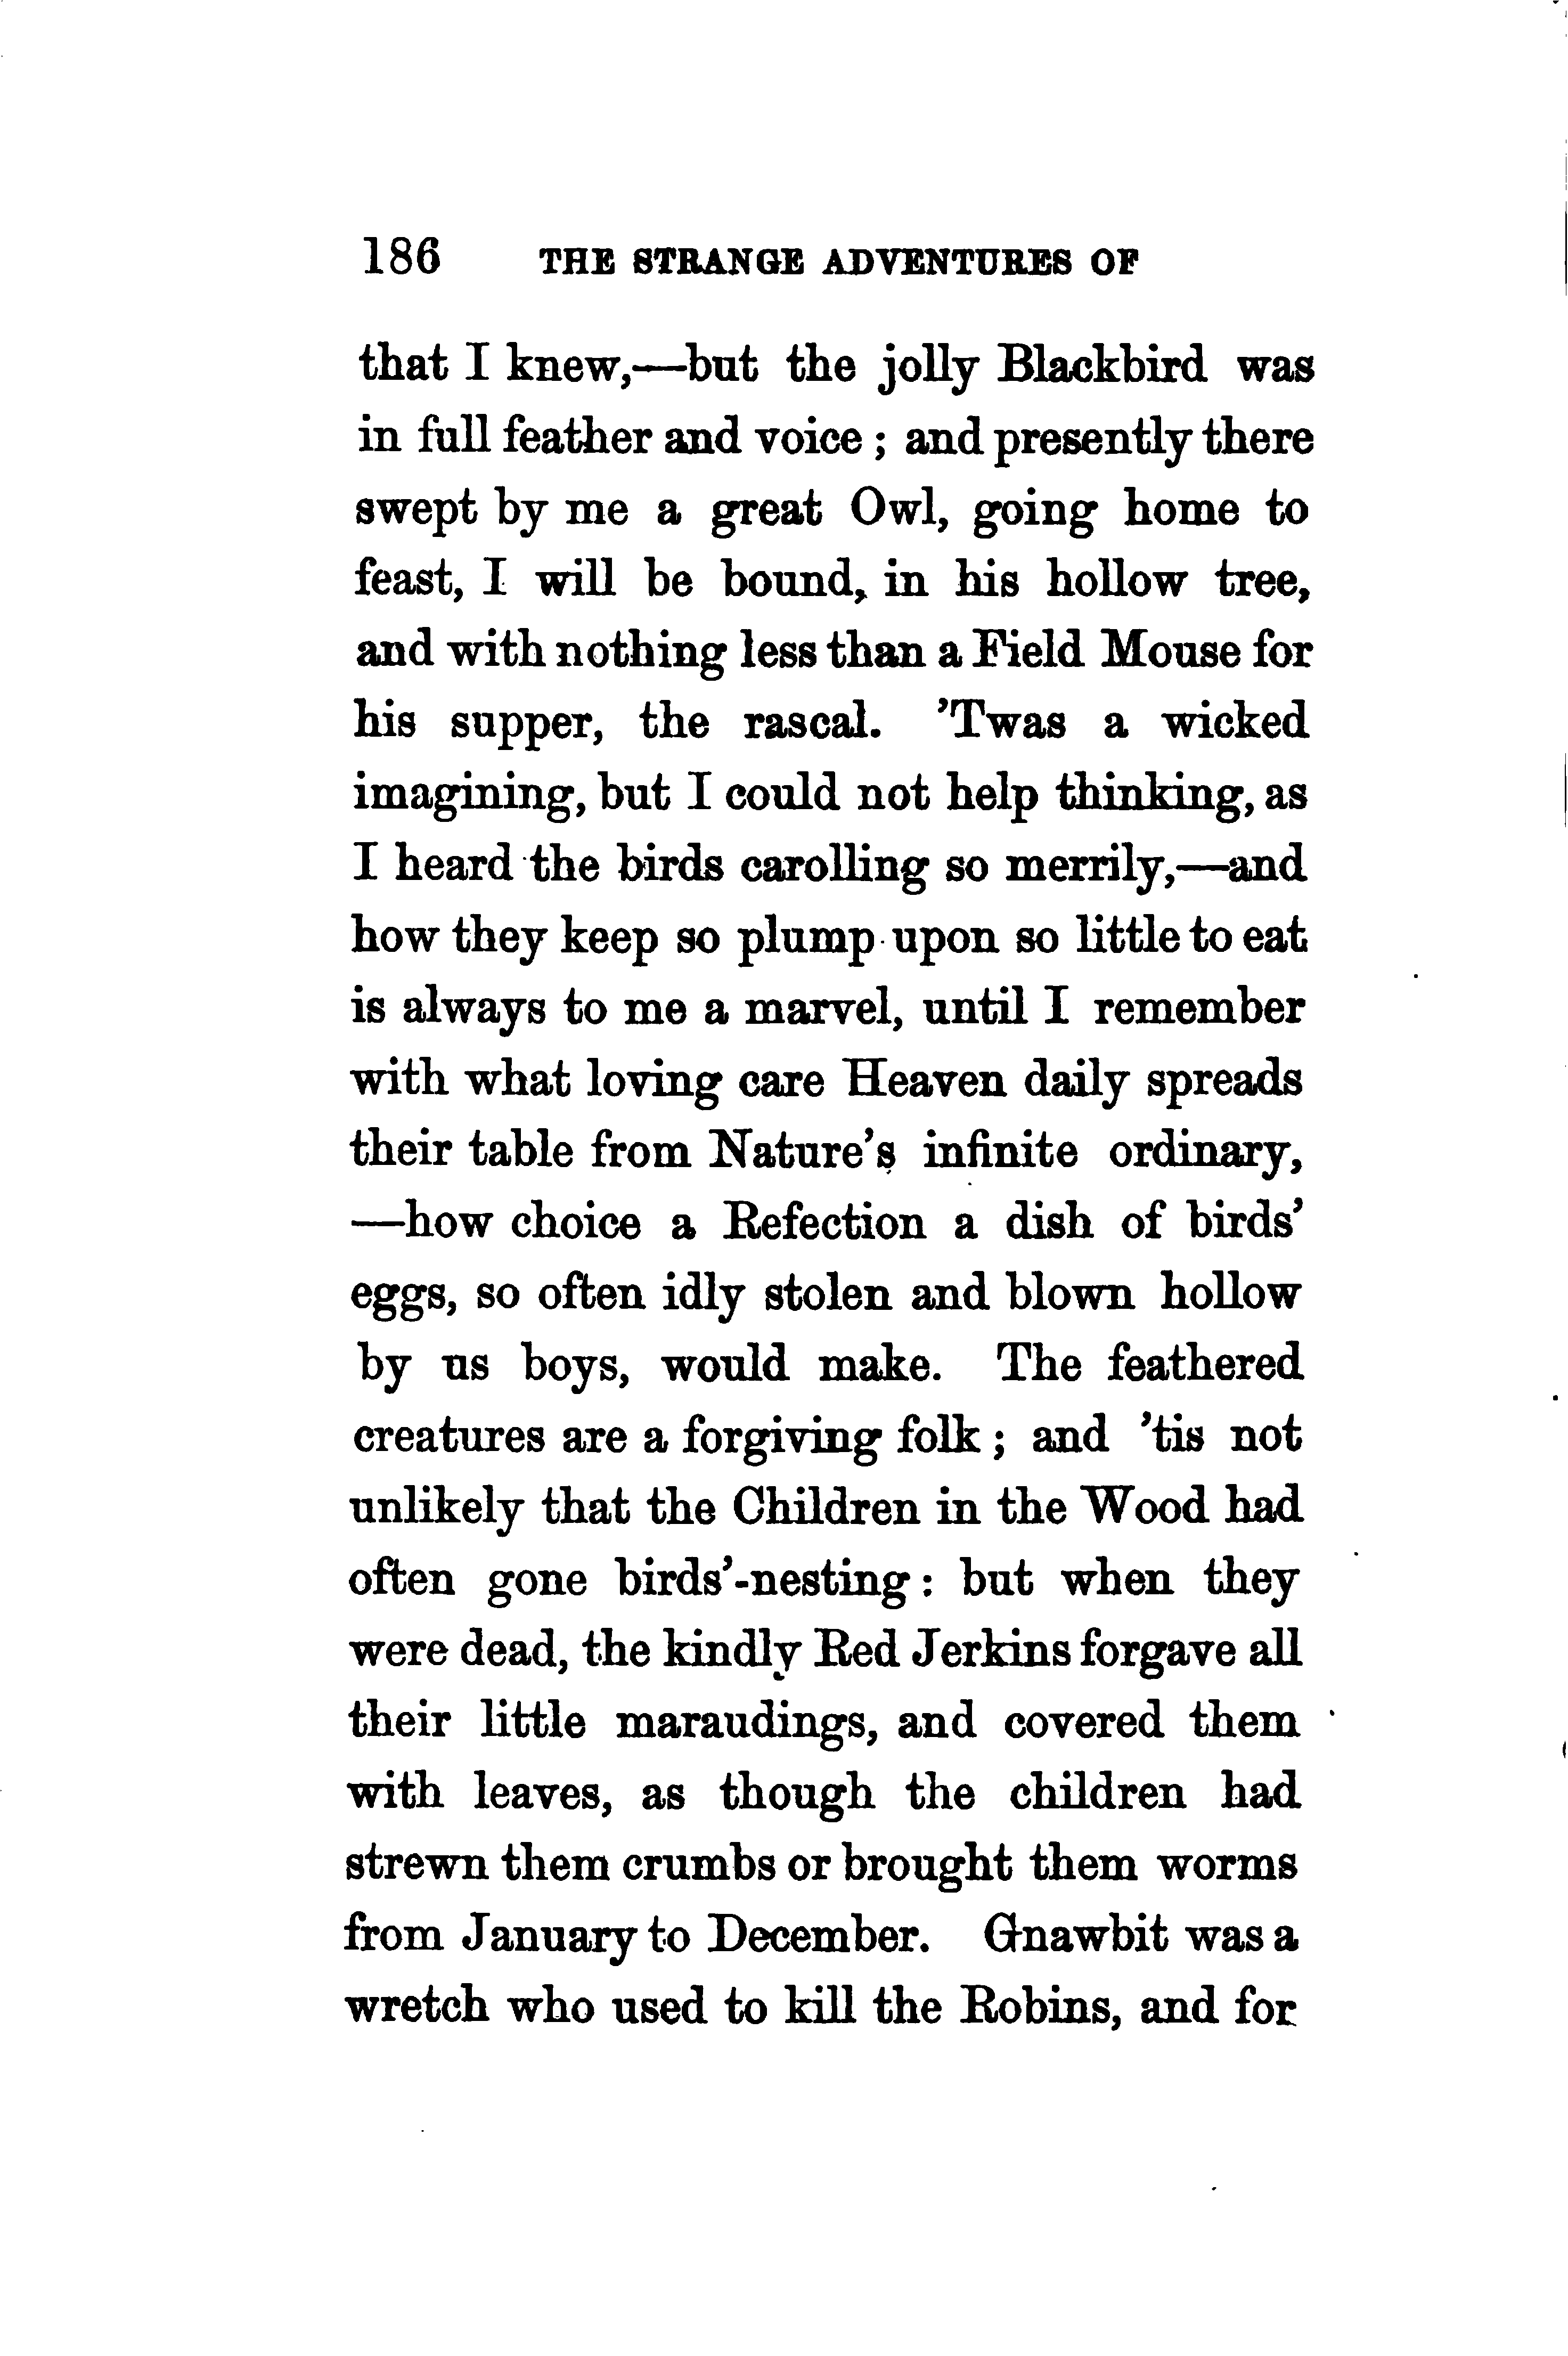 186 THE STRANGE ADVENTURES OF
that I knew,—but the jolly Blackbird was
in full feather and voice; and presently there
swept by me a great Owl, going home to
feast, I will be bound, in his hollow tree,
and with nothing less than a Field Mouse for
his supper, the rascal. 'Twas a wicked
imagining, but I could not help thinking, as
I heard the birds carolling so merrily,—and
how they keep so plump upon so little to eat
is always to me a marvel, until I remember
with what loving care Heaven daily spreads
their table from Nature's infinite ordinary,
—how choice a Refection a dish of birds'
eggs, so often idly stolen and blown hollow
by us boys, would make. The feathered
creatures are a forgiving folk; and 'tis not
unlikely that the Children in the Wood had
often gone birds'-nesting: but when they
were dead, the kindly Red Jerkins forgave all
their little maraudings, and covered them
with leaves, as though the children had
strewn them crumbs or brought them worms
from January to December. Gnawbit was a
wretch who used to kill the Robins, and for